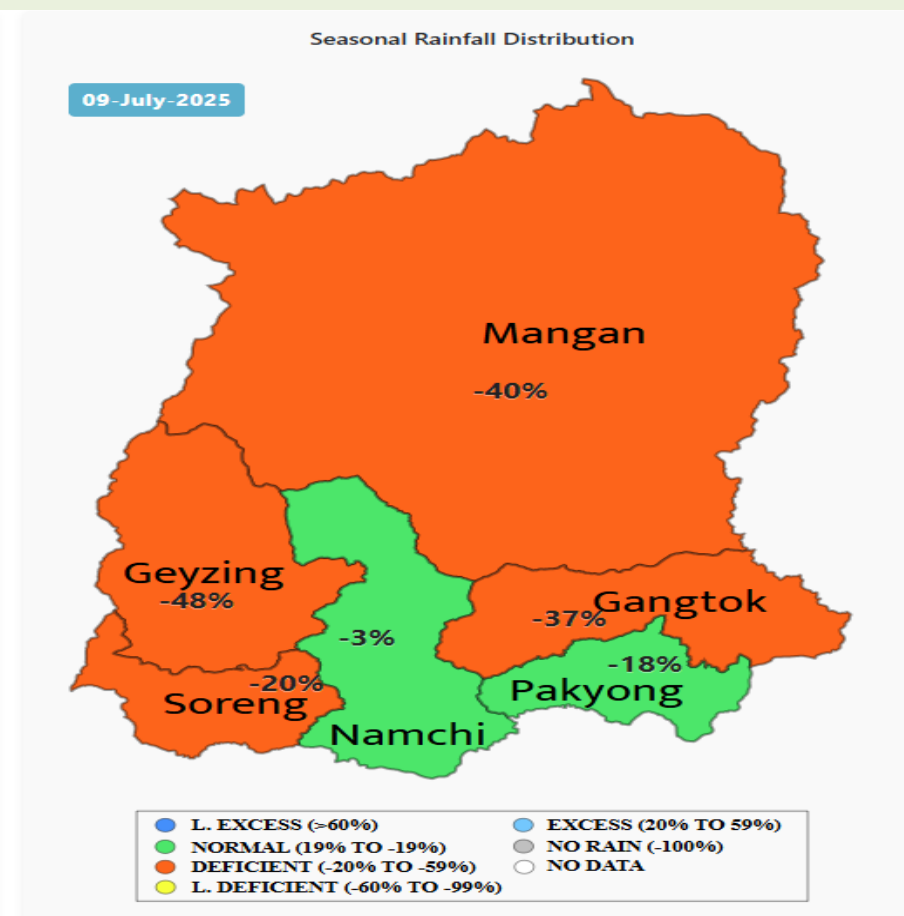 Seasonal Rainfall Distribution
09-July-2025
Mangan
-40%
Geyzing
-48%
-37%
Gangtok
-3%
-18%
Pakyong
-20%
Soreng
Namchi
L. EXCESS (>60%)
EXCESS (20% TO 59%)
NORMAL (19% TO -19%)
NO RAIN (-100%)
DEFICIENT (-20% TO -59%)
NO DATA
L. DEFICIENT (-60% TO -99%)